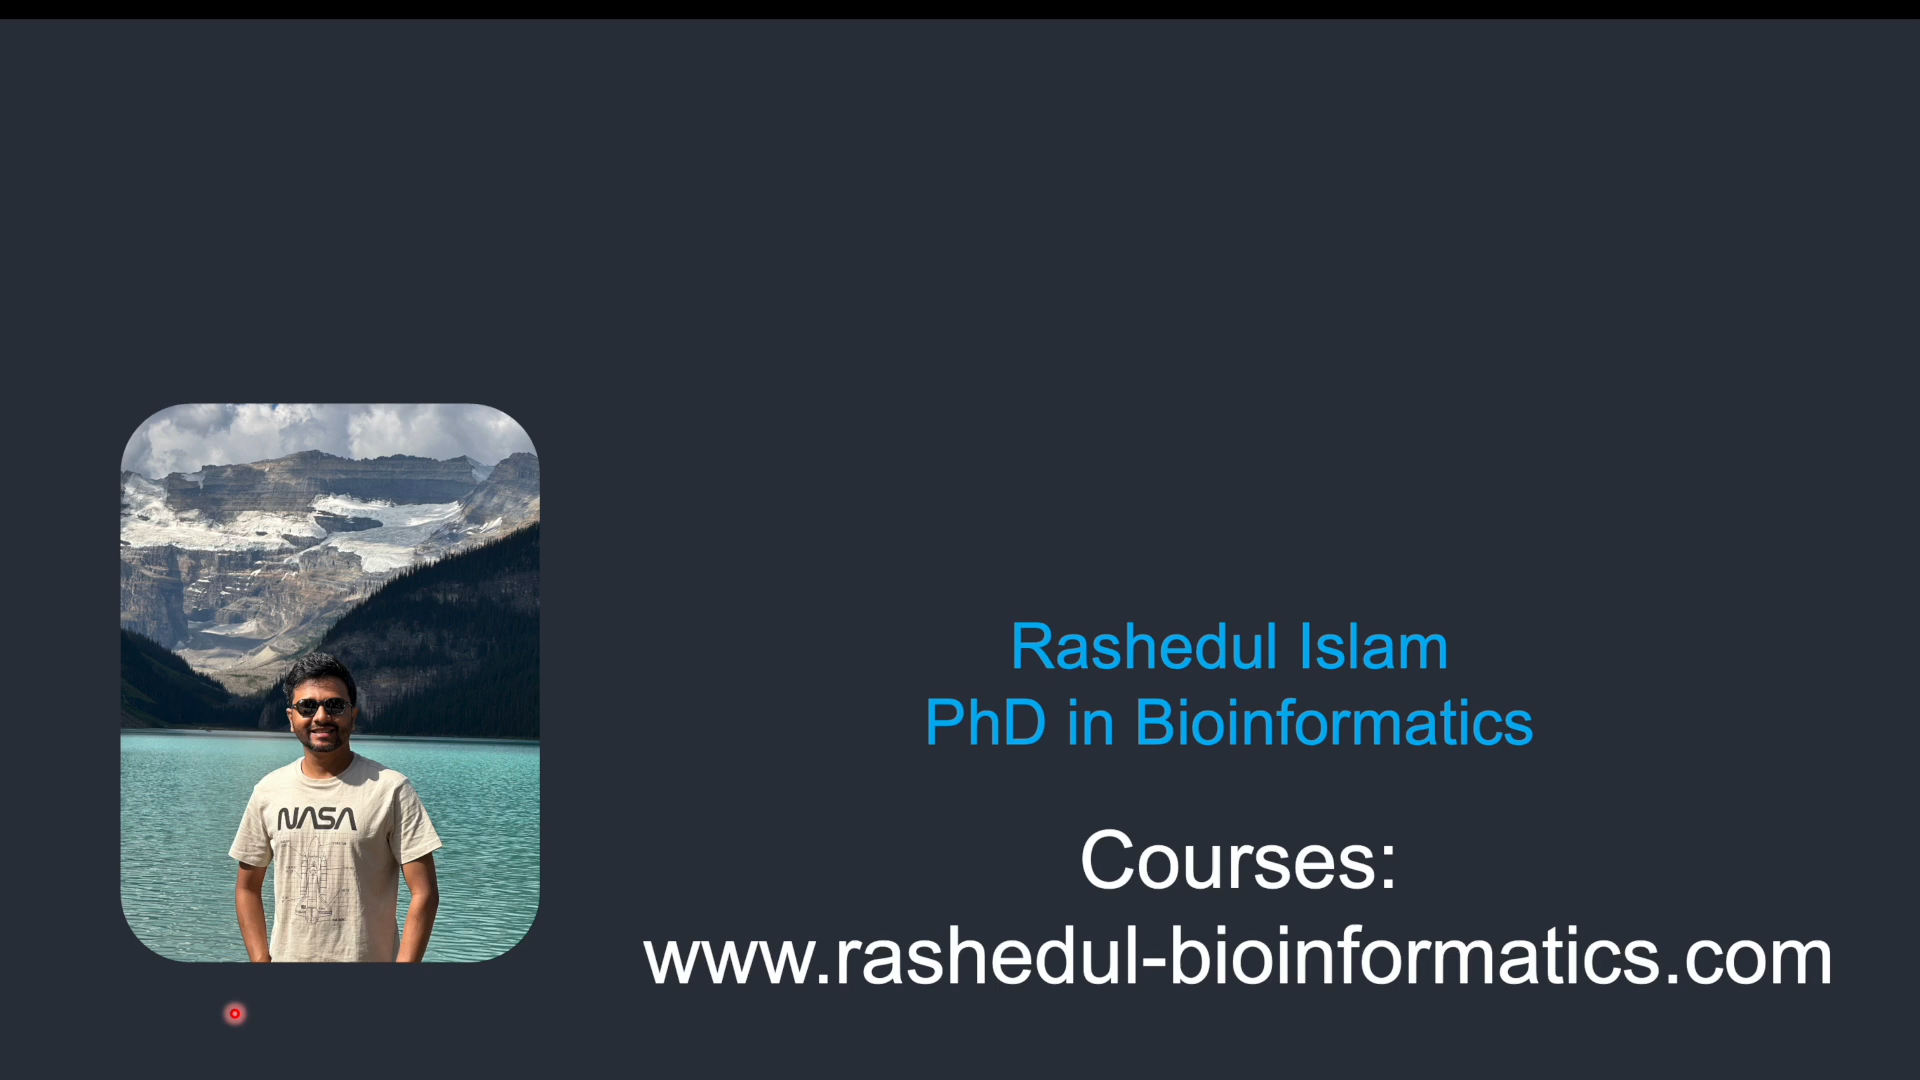 Rashedul Islam
PhD in Bioinformatics
Courses:
www.rashedul-bioinformatics.com
NASA